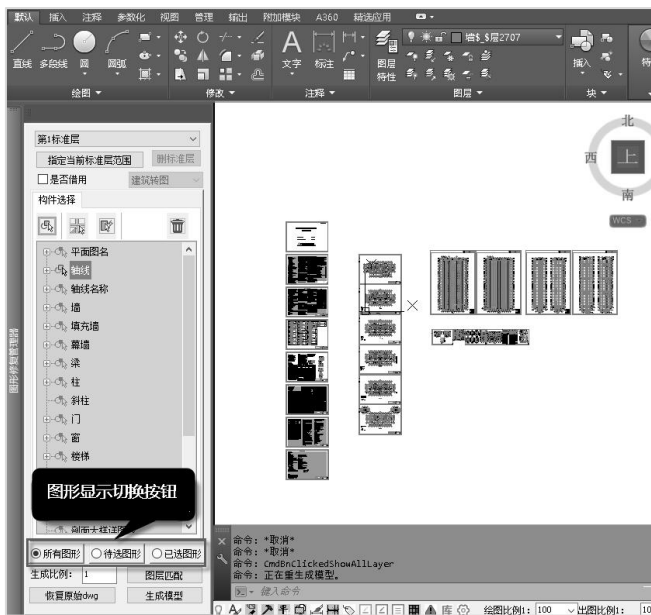 默认 插入 注释 参数化 视图 管理 输出 附加模块 A360 精选应用
直线 多段线 圆 圆弧
文字 标注
图层特性
墙$_$层2707
插入
特
绘图 修改 注释 图层 块
第1标准层
指定当前标准层范围 删标准层
是否借用 建筑转图
构件选择
平面图名
轴线
轴线名称
墙
填充墙
幕墙
梁
柱
斜柱
门
窗
楼梯
图形显示切换按钮
所有图形 待选图形 已选图形
生成比例: 1 图层匹配
恢复原始dwg 生成模型
图形修复管理器
北
西 上
南
WCS
命令: *取消*
命令: *取消*
命令: CmdBnClickedShowAllLayer
命令: 正在重生成模型。
键入命令
绘图比例1: 100 出图比例1: 10